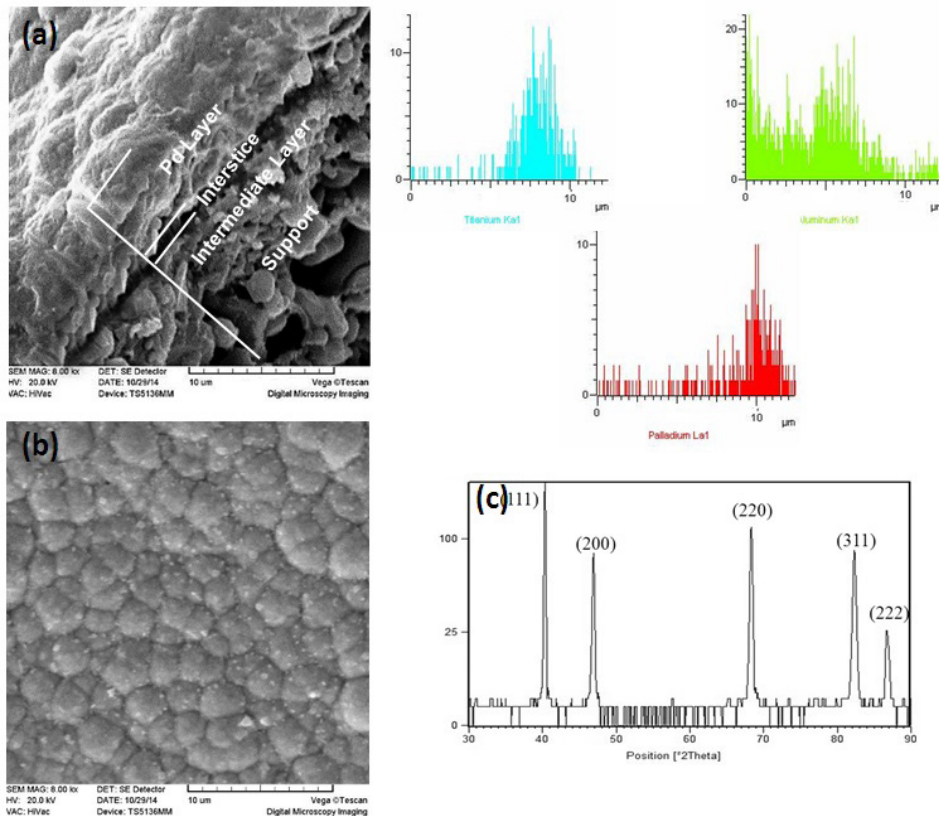 (a)
Pd Layer
Interstice
Intermediate Layer
Support
SEM MAG: 8.00 kx DET: SE Detector
HV: 20.0 kV DATE: 10/29/14 10 um Vega ©Tescan
VAC: HiVac Device: TS5136MM Digital Microscopy Imaging
10
0 10 µm
Titanium Ka1
20
10
0
0 5 10 µm
Juminum Ka1
10
0
0 10 µm
Palladium La1
(b)
SEM MAG: 8.00 kx DET: SE Detector
HV: 20.0 kV DATE: 10/29/14 10 um Vega ©Tescan
VAC: HiVac Device: TS5136MM Digital Microscopy Imaging
(c)
(111)
(200)
(220)
(311)
(222)
100
25
0
30 40 50 60 70 80 90
Position [°2Theta]